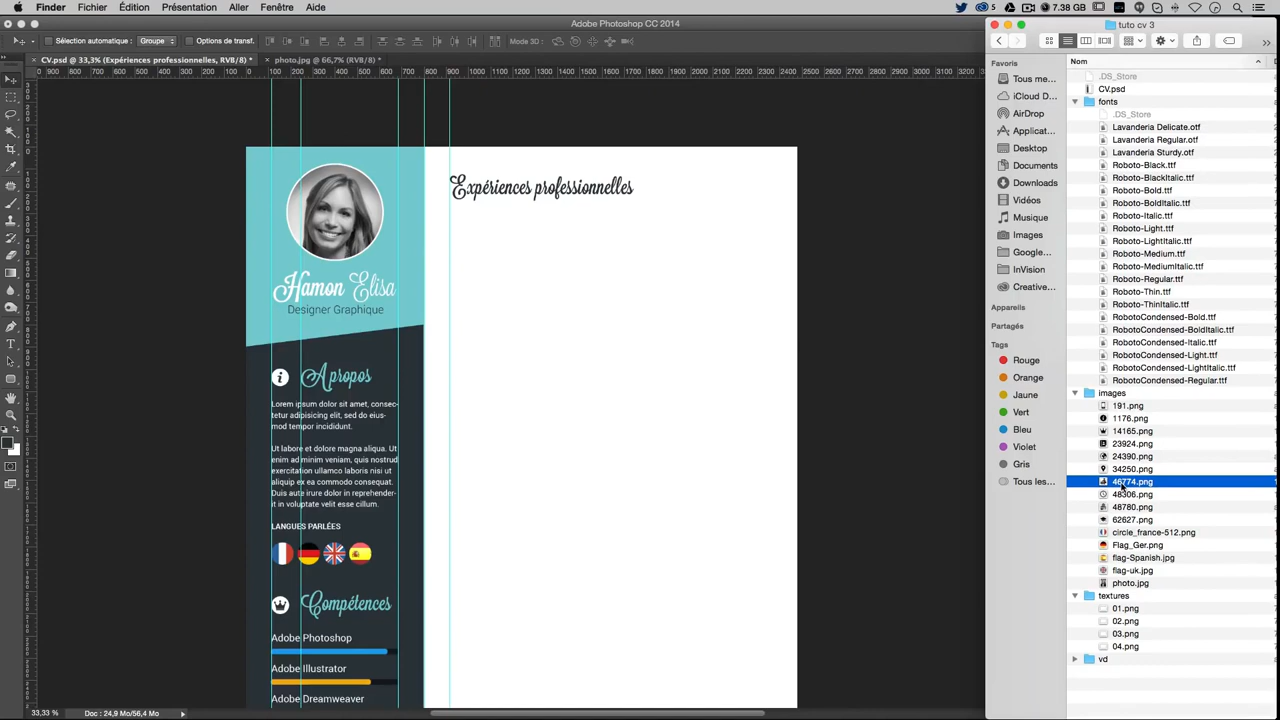 Finder Fichier Édition Présentation Aller Fenêtre Aide
5 7.38 GB
Adobe Photoshop CC 2014
Sélection automatique : Groupe Options de transf. Mode 3D :
CV.psd @ 33,3% (Expériences professionnelles, RVB/8) * photo.jpg @ 66,7% (RVB/8) *
Expériences professionnelles
Hamon Elisa
Designer Graphique
A propos
Lorem ipsum dolor sit amet, consec-
tetur adipisicing elit, sed do eius-
mod tempor incididunt.
Ut labore et dolore magna aliqua. Ut
enim ad minim veniam, quis nostrud
exercitation ullamco laboris nisi ut
aliquip ex ea commodo consequat.
Duis aute irure dolor in reprehender-
it in voluptate velit esse cillum.
LANGUES PARLÉES
Compétences
Adobe Photoshop
Adobe Illustrator
Adobe Dreamweaver
33,33 % Doc : 24,9 Mo/56,4 Mo
tuto cv 3
Favoris
Tous me...
iCloud D...
AirDrop
Applicat...
Desktop
Documents
Downloads
Vidéos
Musique
Images
Google...
InVision
Creative...
Appareils
Partagés
Tags
Rouge
Orange
Jaune
Vert
Bleu
Violet
Gris
Tous les...
Nom
.DS_Store
CV.psd
fonts
.DS_Store
Lavanderia Delicate.otf
Lavanderia Regular.otf
Lavanderia Sturdy.otf
Roboto-Black.ttf
Roboto-BlackItalic.ttf
Roboto-Bold.ttf
Roboto-BoldItalic.ttf
Roboto-Italic.ttf
Roboto-Light.ttf
Roboto-LightItalic.ttf
Roboto-Medium.ttf
Roboto-MediumItalic.ttf
Roboto-Regular.ttf
Roboto-Thin.ttf
Roboto-ThinItalic.ttf
RobotoCondensed-Bold.ttf
RobotoCondensed-BoldItalic.ttf
RobotoCondensed-Italic.ttf
RobotoCondensed-Light.ttf
RobotoCondensed-LightItalic.ttf
RobotoCondensed-Regular.ttf
images
191.png
1176.png
14165.png
23924.png
24390.png
34250.png
46774.png
48306.png
48780.png
62627.png
circle_france-512.png
Flag_Ger.png
flag-Spanish.jpg
flag-uk.jpg
photo.jpg
textures
01.png
02.png
03.png
04.png
vd